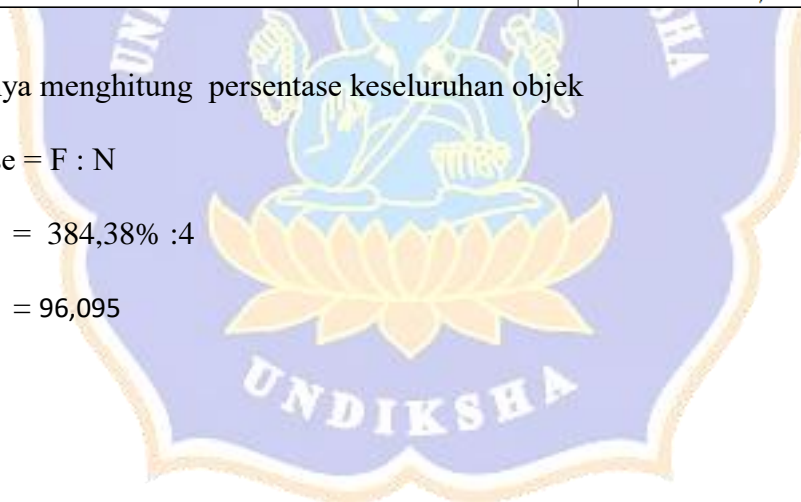 ya menghitung persentase keseluruhan objek
e = F : N
= 384,38% :4
= 96,095
UNDIKSHA